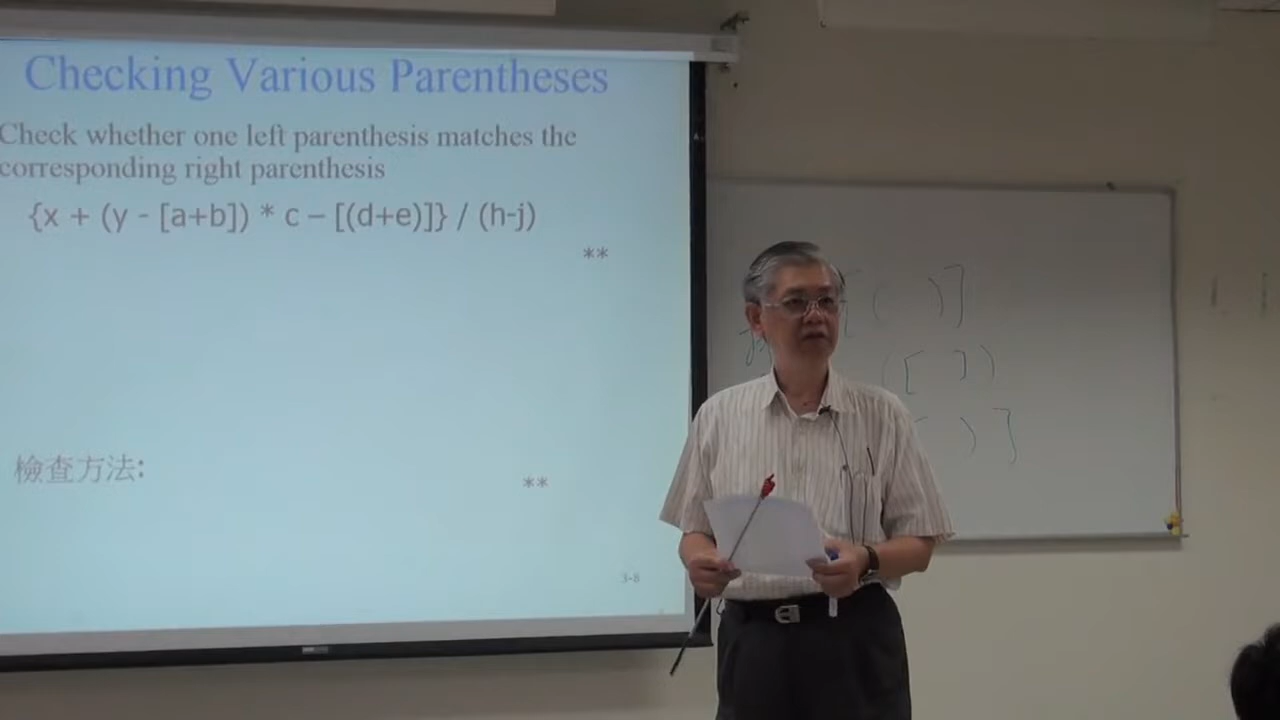 Checking Various Parentheses
Check whether one left parenthesis matches the
corresponding right parenthesis
{x + (y - [a+b]) * c – [(d+e)]} / (h-j)
**
檢查方法:
**
3-8
[ ( ) ]
( [ ] )
) ]